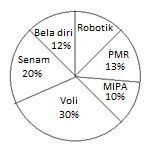 Robotik
Bela diri
12%
PMR
13%
Senam
20%
MIPA
10%
Voli
30%